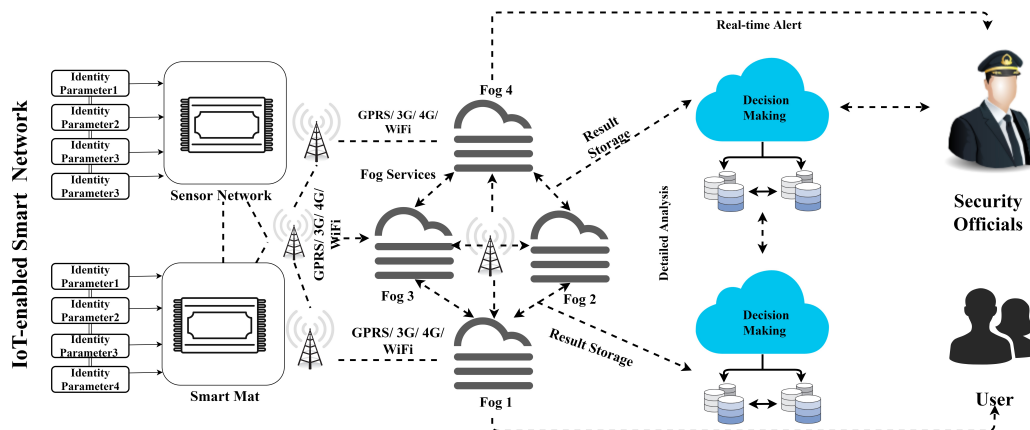 IoT-enabled Smart Network
Identity
Parameter1
Identity
Parameter2
Identity
Parameter3
Identity
Parameter3
Sensor Network
Identity
Parameter1
Identity
Parameter2
Identity
Parameter3
Identity
Parameter4
Smart Mat
GPRS/ 3G/ 4G/
WiFi
GPRS/ 3G/ 4G/
WiFi
GPRS/ 3G/ 4G/
WiFi
Fog 4
Fog Services
Fog 3
Fog 2
Fog 1
Result
Storage
Result Storage
Real-time Alert
Decision
Making
Detailed Analysis
Decision
Making
Security
Officials
User